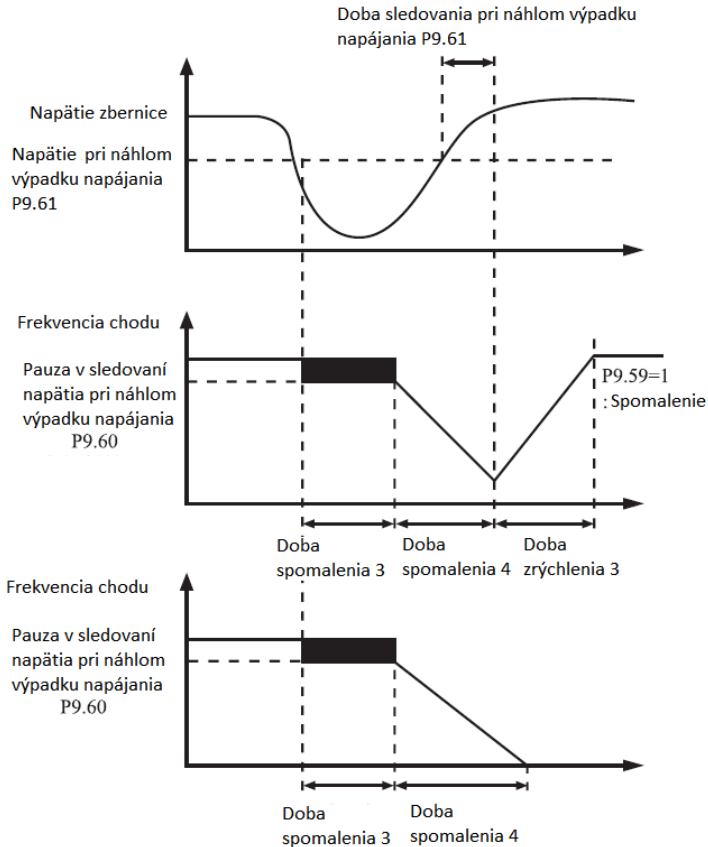 Doba sledovania pri náhlom výpadku
napájania P9.61
Napätie zbernice
Napätie pri náhlom
výpadku napájania
P9.61
Frekvencia chodu
Pauza v sledovaní
napätia pri náhlom
výpadku napájania
P9.60
P9.59=1
: Spomalenie
Doba
spomalenia 3
Doba
spomalenia 4
Doba
zrýchlenia 3
Frekvencia chodu
Pauza v sledovaní
napätia pri náhlom
výpadku napájania
P9.60
Doba
spomalenia 3
Doba
spomalenia 4